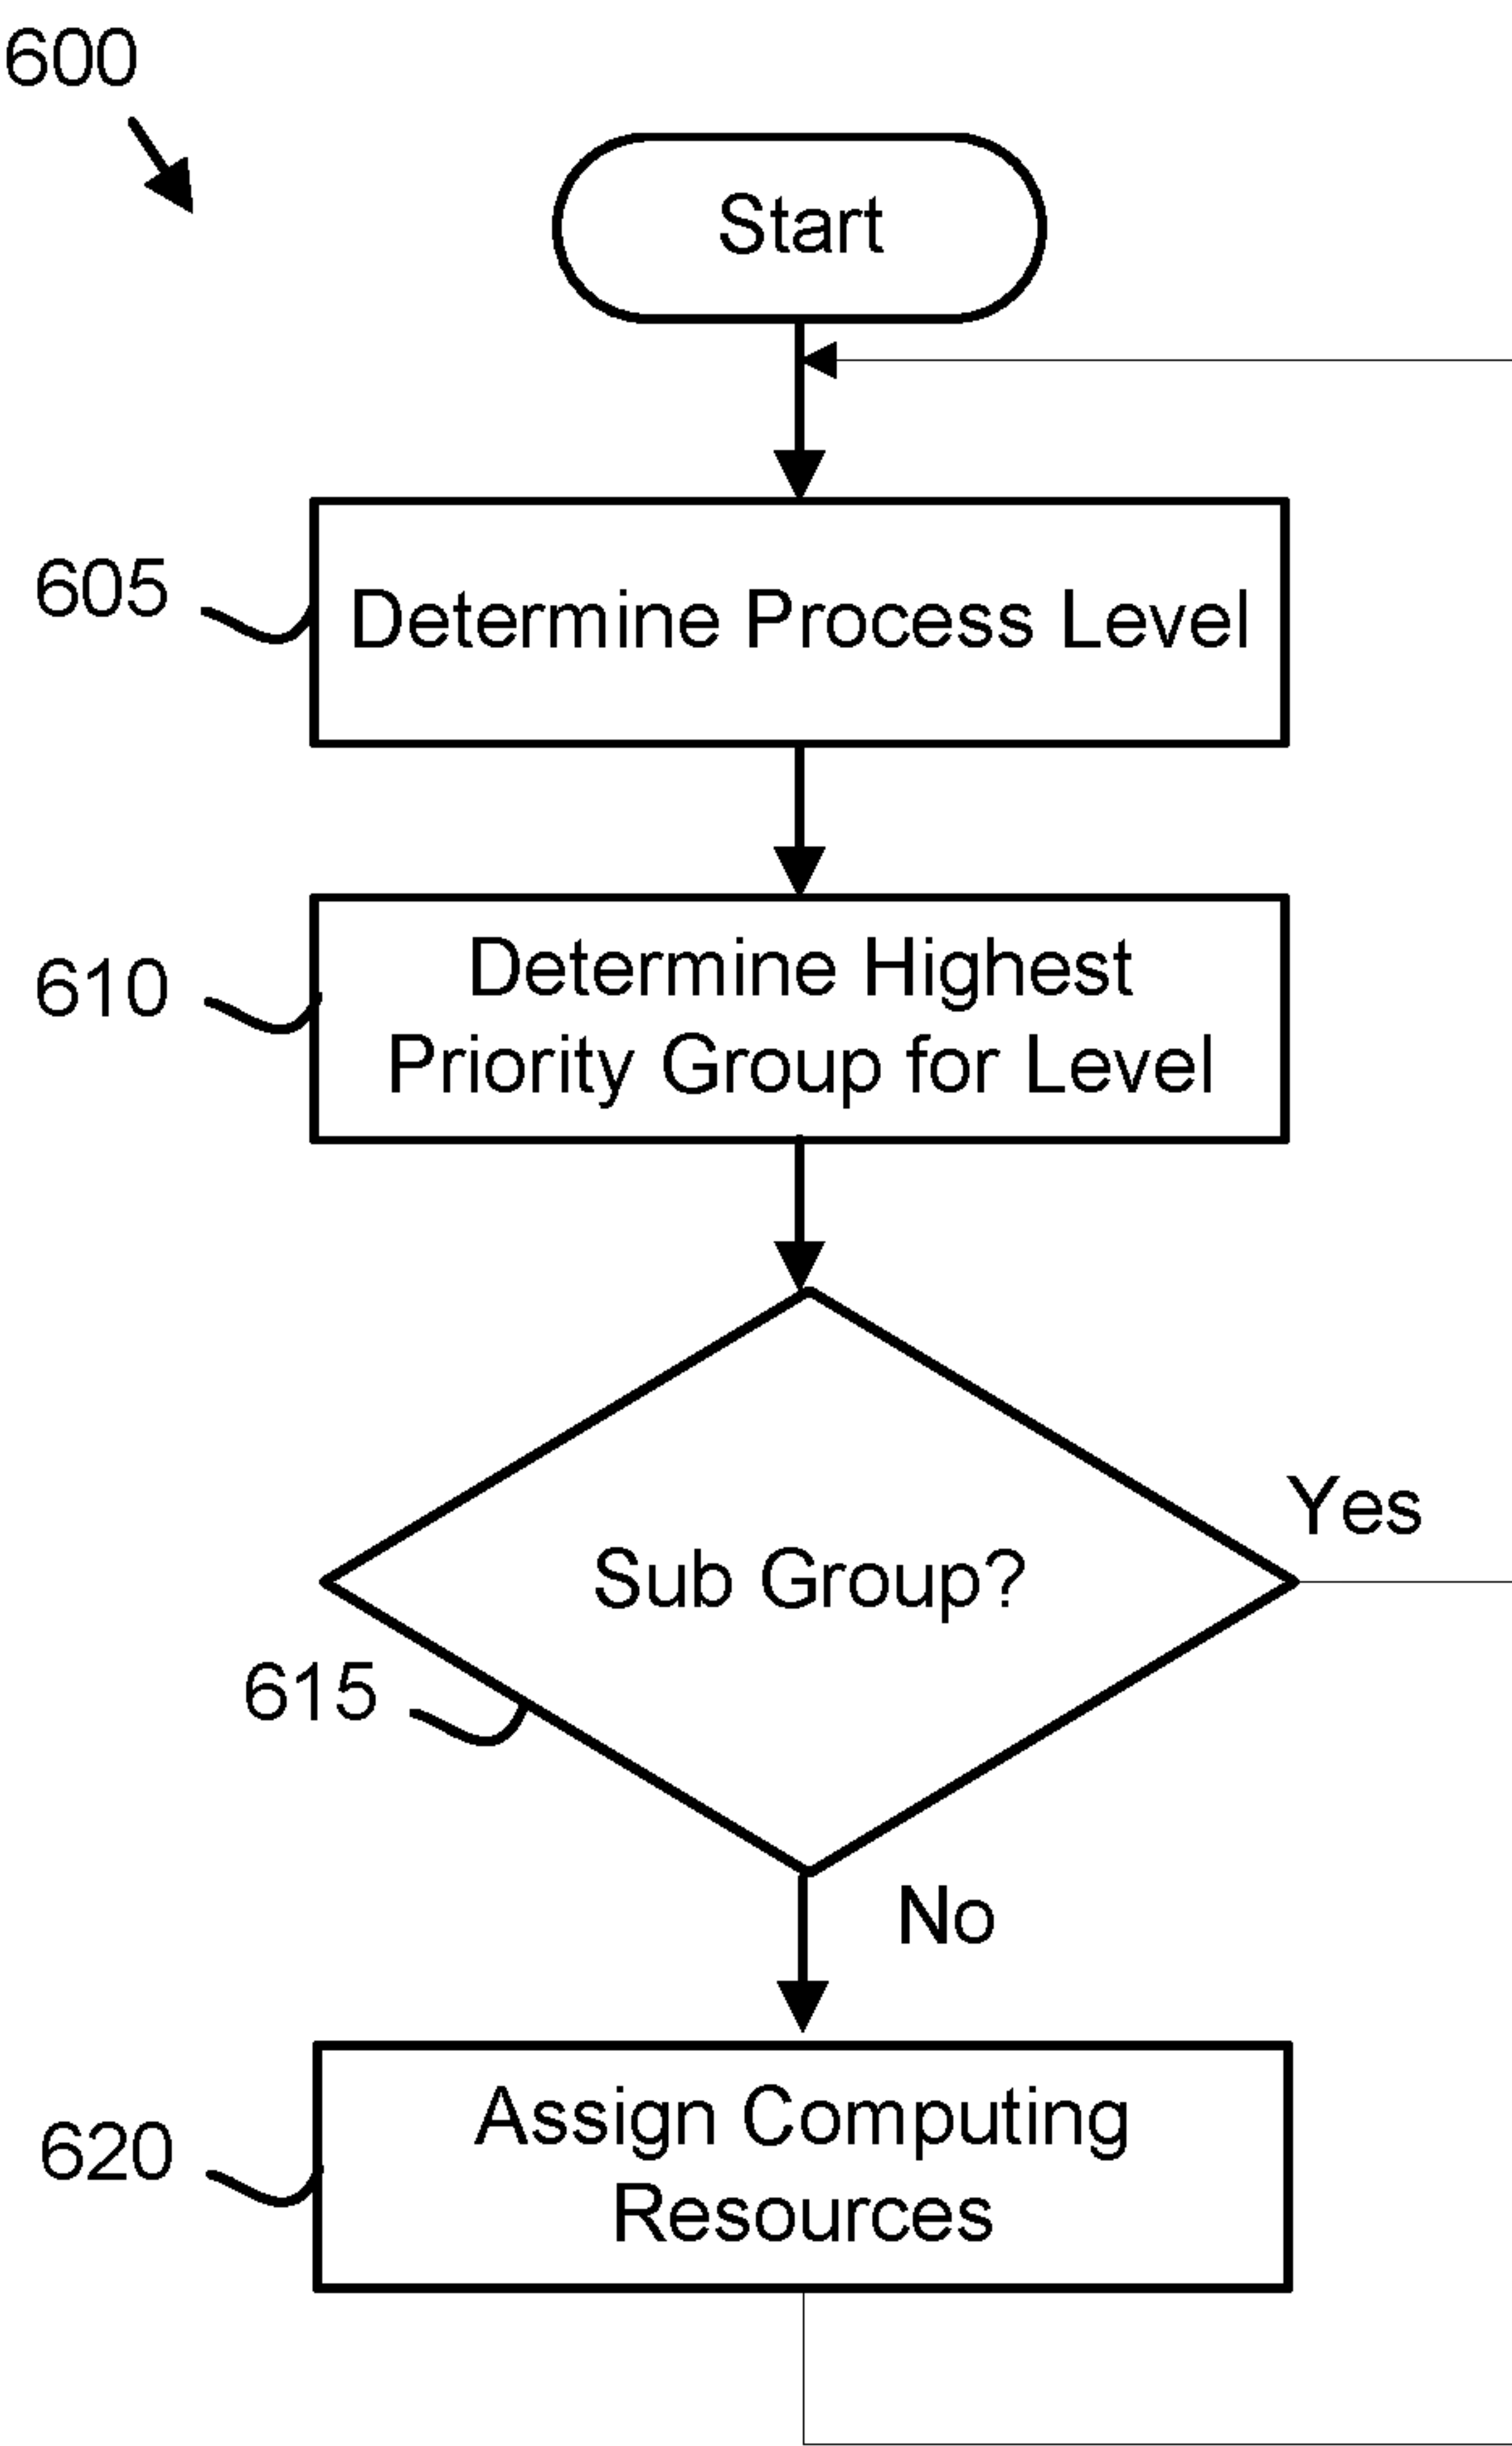 600
Start
605
Determine Process Level
610
Determine Highest
Priority Group for Level
Sub Group?
Yes
615
No
620
Assign Computing
Resources